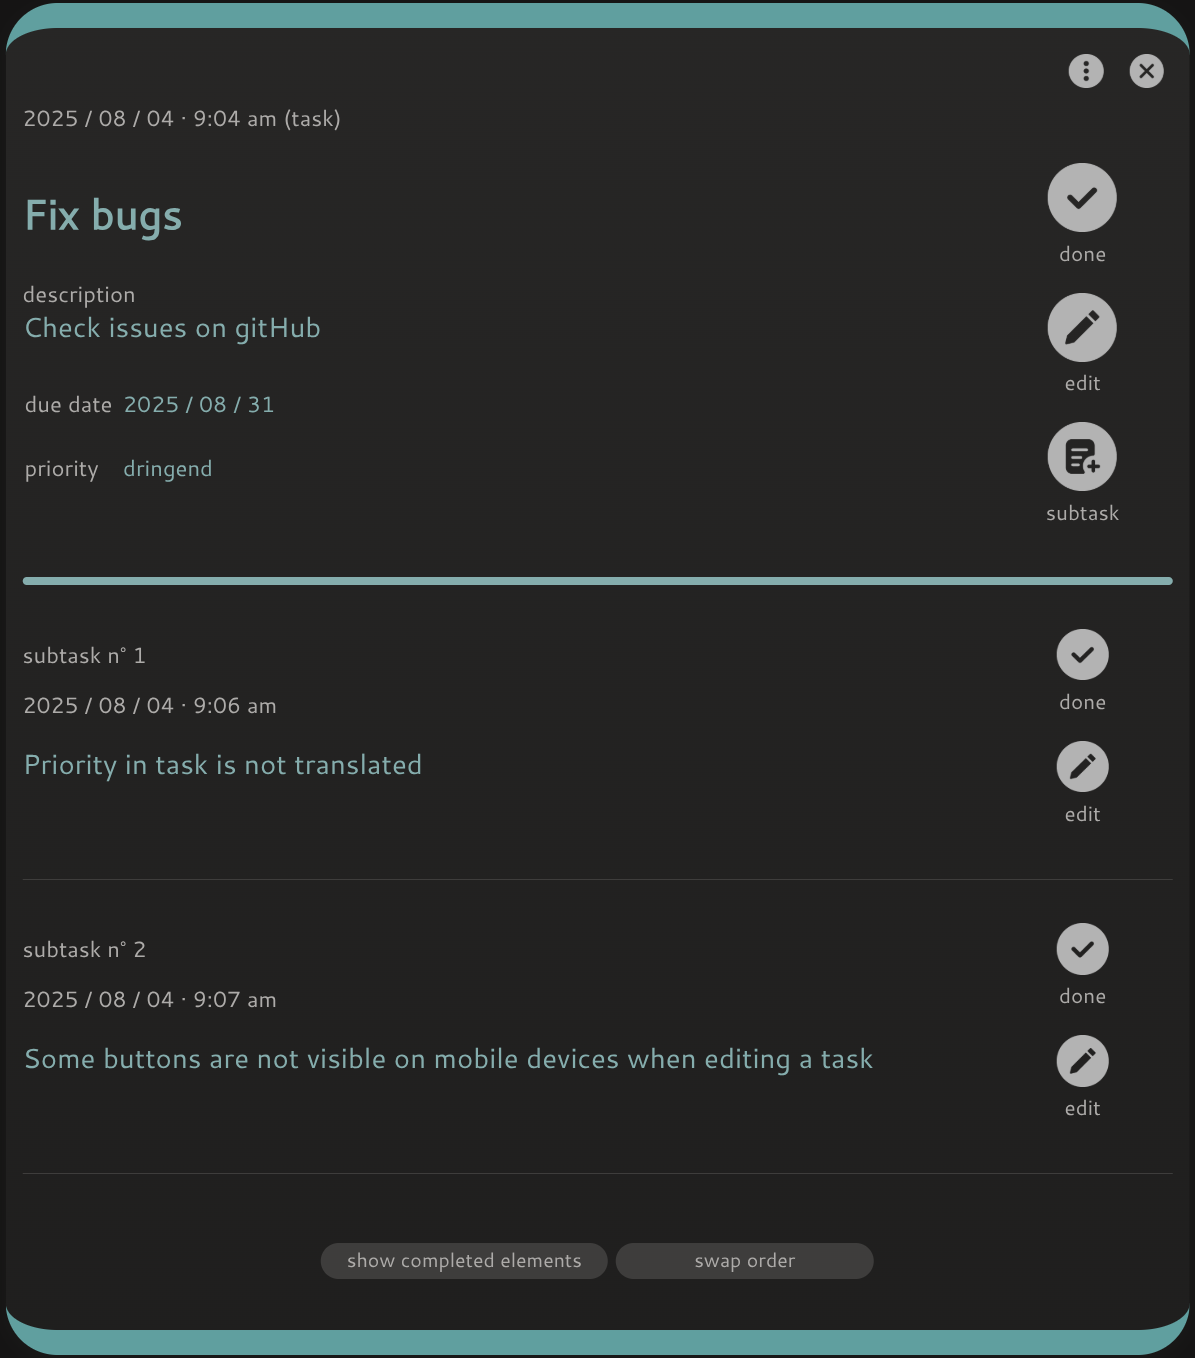 2025 / 08 / 04 · 9:04 am (task)
Fix bugs
done
description
Check issues on gitHub
edit
due date 2025 / 08 / 31
priority dringend
subtask
subtask n° 1
done
2025 / 08 / 04 · 9:06 am
Priority in task is not translated
edit
subtask n° 2
done
2025 / 08 / 04 · 9:07 am
Some buttons are not visible on mobile devices when editing a task
edit
show completed elements
swap order